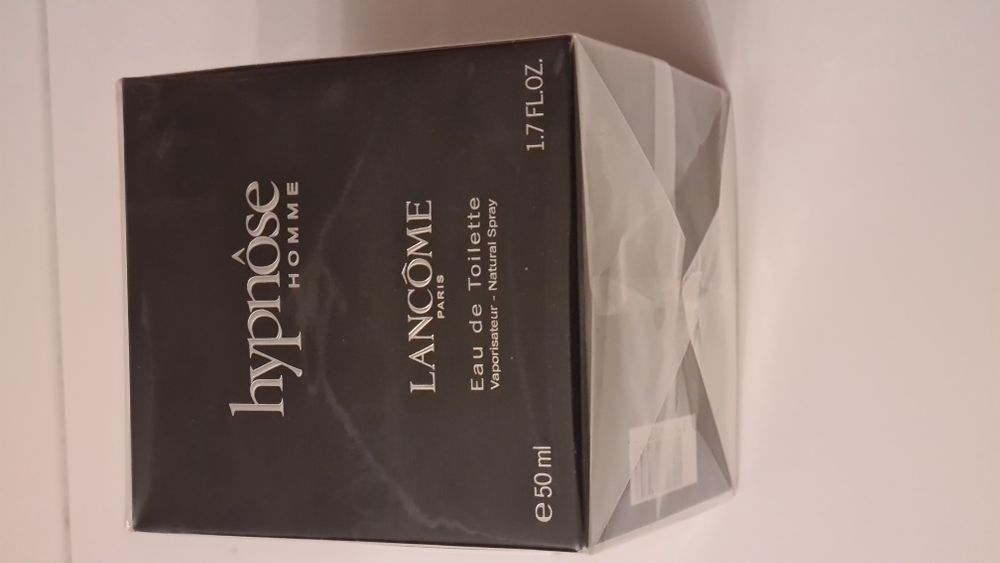 hypnôse
HOMME
LANCÔME
PARIS
Eau de Toilette
Vaporisateur - Natural Spray
℮ 50 ml 1.7 FL.OZ.